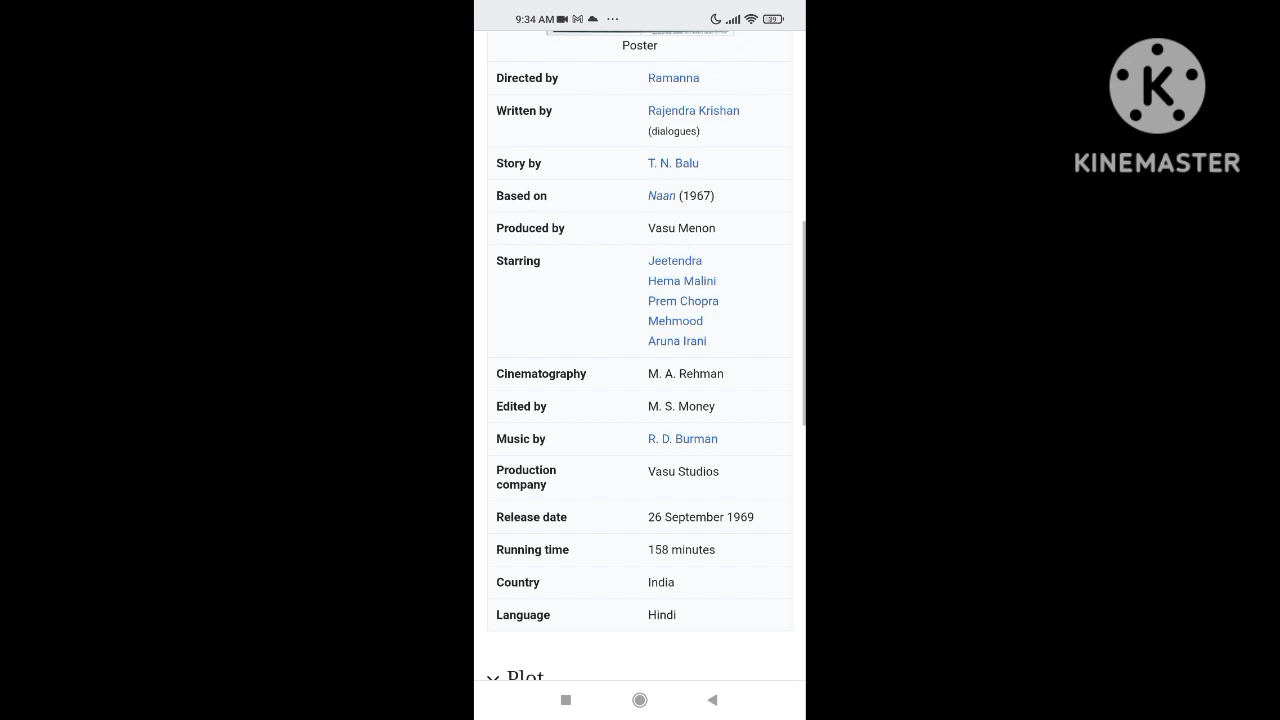 9:34 AM
39
Poster
Directed by Ramanna
Written by Rajendra Krishan
(dialogues)
Story by T. N. Balu
Based on Naan (1967)
Produced by Vasu Menon
Starring Jeetendra
Hema Malini
Prem Chopra
Mehmood
Aruna Irani
Cinematography M. A. Rehman
Edited by M. S. Money
Music by R. D. Burman
Production
company Vasu Studios
Release date 26 September 1969
Running time 158 minutes
Country India
Language Hindi
Plot
K
KINEMASTER